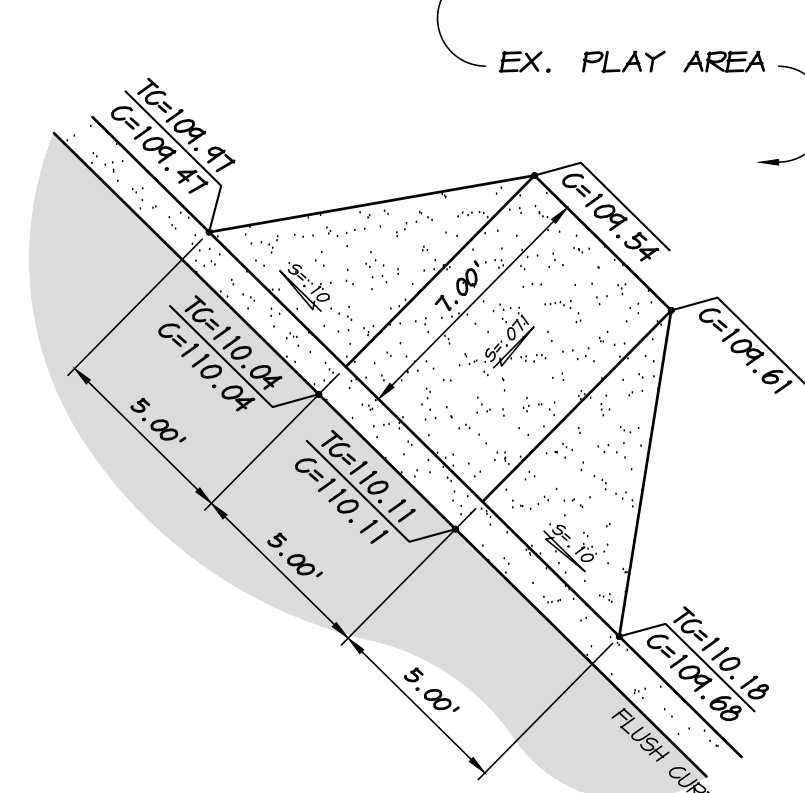 EX. PLAY AREA
TC=109.97
C=109.47
C=109.54
S=.10
7.00'
S=.071
C=109.61
TC=110.04
C=110.04
5.00'
TC=110.11
C=110.11
5.00'
S=.10
TC=110.18
C=109.68
5.00'
FLUSH